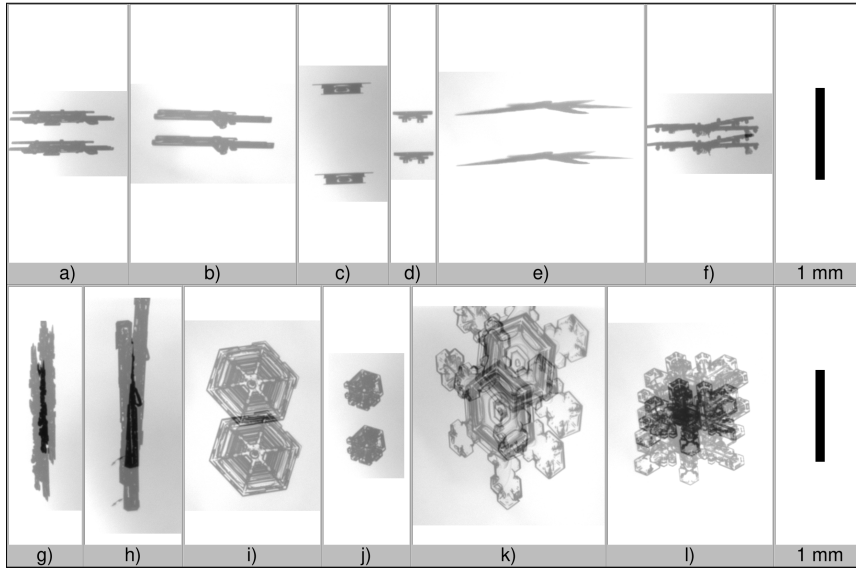 a) b) c) d) e) f) 1 mm
g) h) i) j) k) l) 1 mm